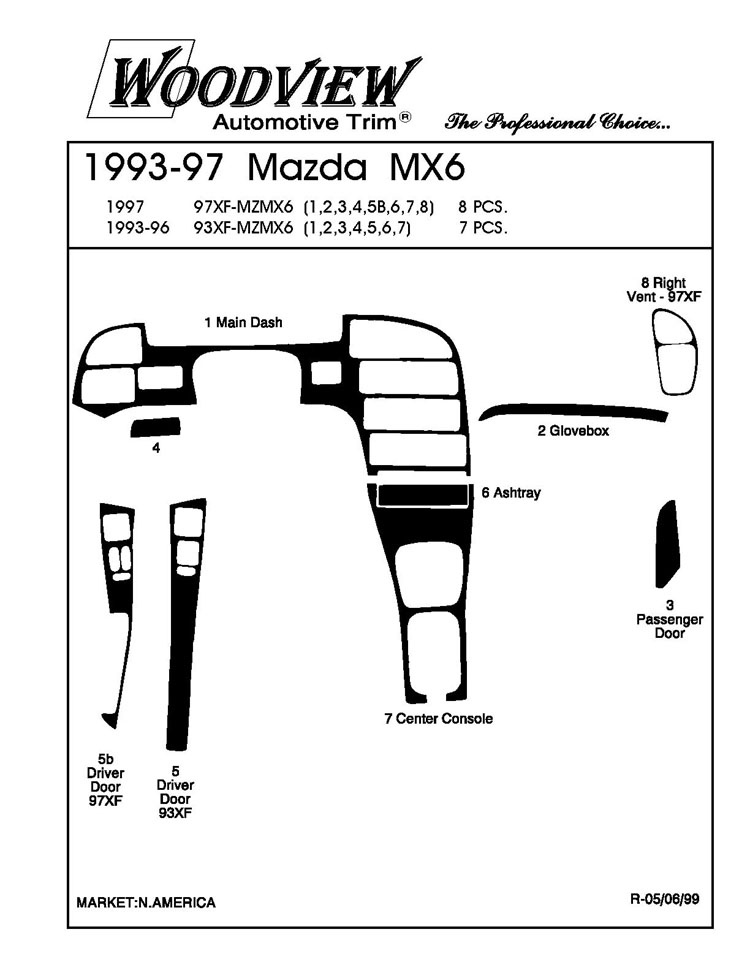 WOODVIEW
Automotive Trim®
The Professional Choice...
1993-97 Mazda MX6
1997 97XF-MZMX6 (1,2,3,4,5B,6,7,8) 8 PCS.
1993-96 93XF-MZMX6 (1,2,3,4,5,6,7) 7 PCS.
8 Right
Vent - 97XF
1 Main Dash
2 Glovebox
4
6 Ashtray
3
Passenger
Door
7 Center Console
5b
Driver
Door
97XF
5
Driver
Door
93XF
MARKET:N.AMERICA
R-05/06/99